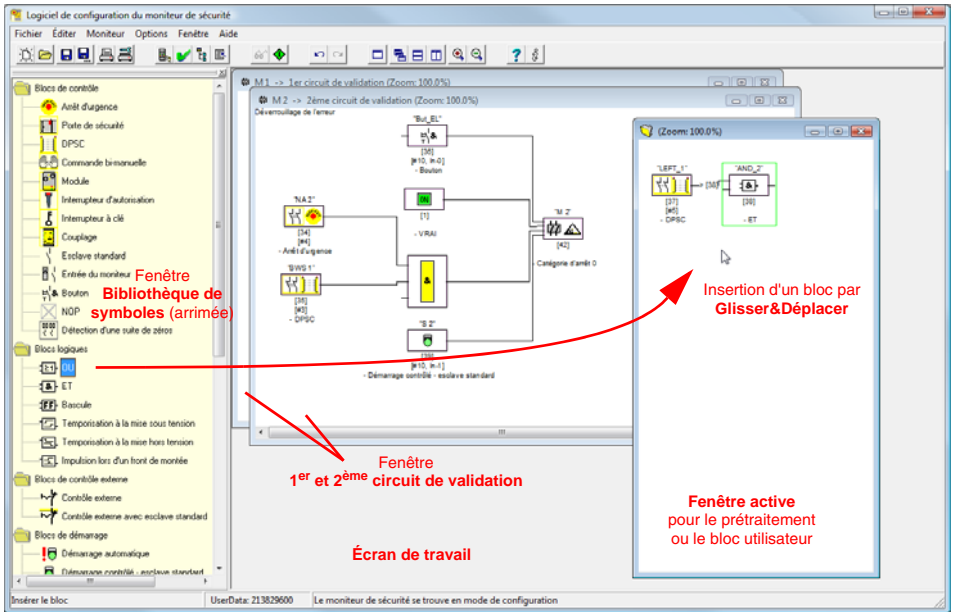 Logiciel de configuration du moniteur de sécurité
Fichier Éditer Moniteur Options Fenêtre Aide
Blocs de contrôle
Arrêt d'urgence
Porte de sécurité
DPSC
Commande bi-manuelle
Module
Interrupteur d'autorisation
Interrupteur à clé
Couplage
Esclave standard
Entrée du moniteur
Bouton
NOP
Détection d'une suite de zéros
Blocs logiques
OU
ET
Bascule
Temporisation à la mise sous tension
Temporisation à la mise hors tension
Impulsion lors d'un front de montée
Blocs de contrôle externe
Contrôle externe
Contrôle externe avec esclave standard
Blocs de démarrage
Démarrage automatique
Démarrage contrôlé - esclave standard
Fenêtre
Bibliothèque de
symboles (arrimée)
M 1 -> 1er circuit de validation (Zoom: 100.0%)
M 2 -> 2ème circuit de validation (Zoom: 100.0%)
Déverrouillage de l'erreur
"But_EL"
[36]
[#10, In-0]
- Bouton
[1]
- VRAI
"NA 2"
[34]
[#4]
- Arrêt d'urgence
"BWS 1"
[35]
[#3]
- DPSC
"S 2"
[#10, In-1]
- Démarrage contrôlé - esclave standard
"M 2"
[42]
- Catégorie d'arrêt 0
(Zoom: 100.0%)
"LEFT_1"
[37]
[#5]
- DPSC
[38]
"AND_2"
[39]
- ET
Insertion d'un bloc par
Glisser&Déplacer
Fenêtre
1er et 2ème circuit de validation
Fenêtre active
pour le prétraitement
ou le bloc utilisateur
Écran de travail
Insérer le bloc
UserData: 213829600
Le moniteur de sécurité se trouve en mode de configuration